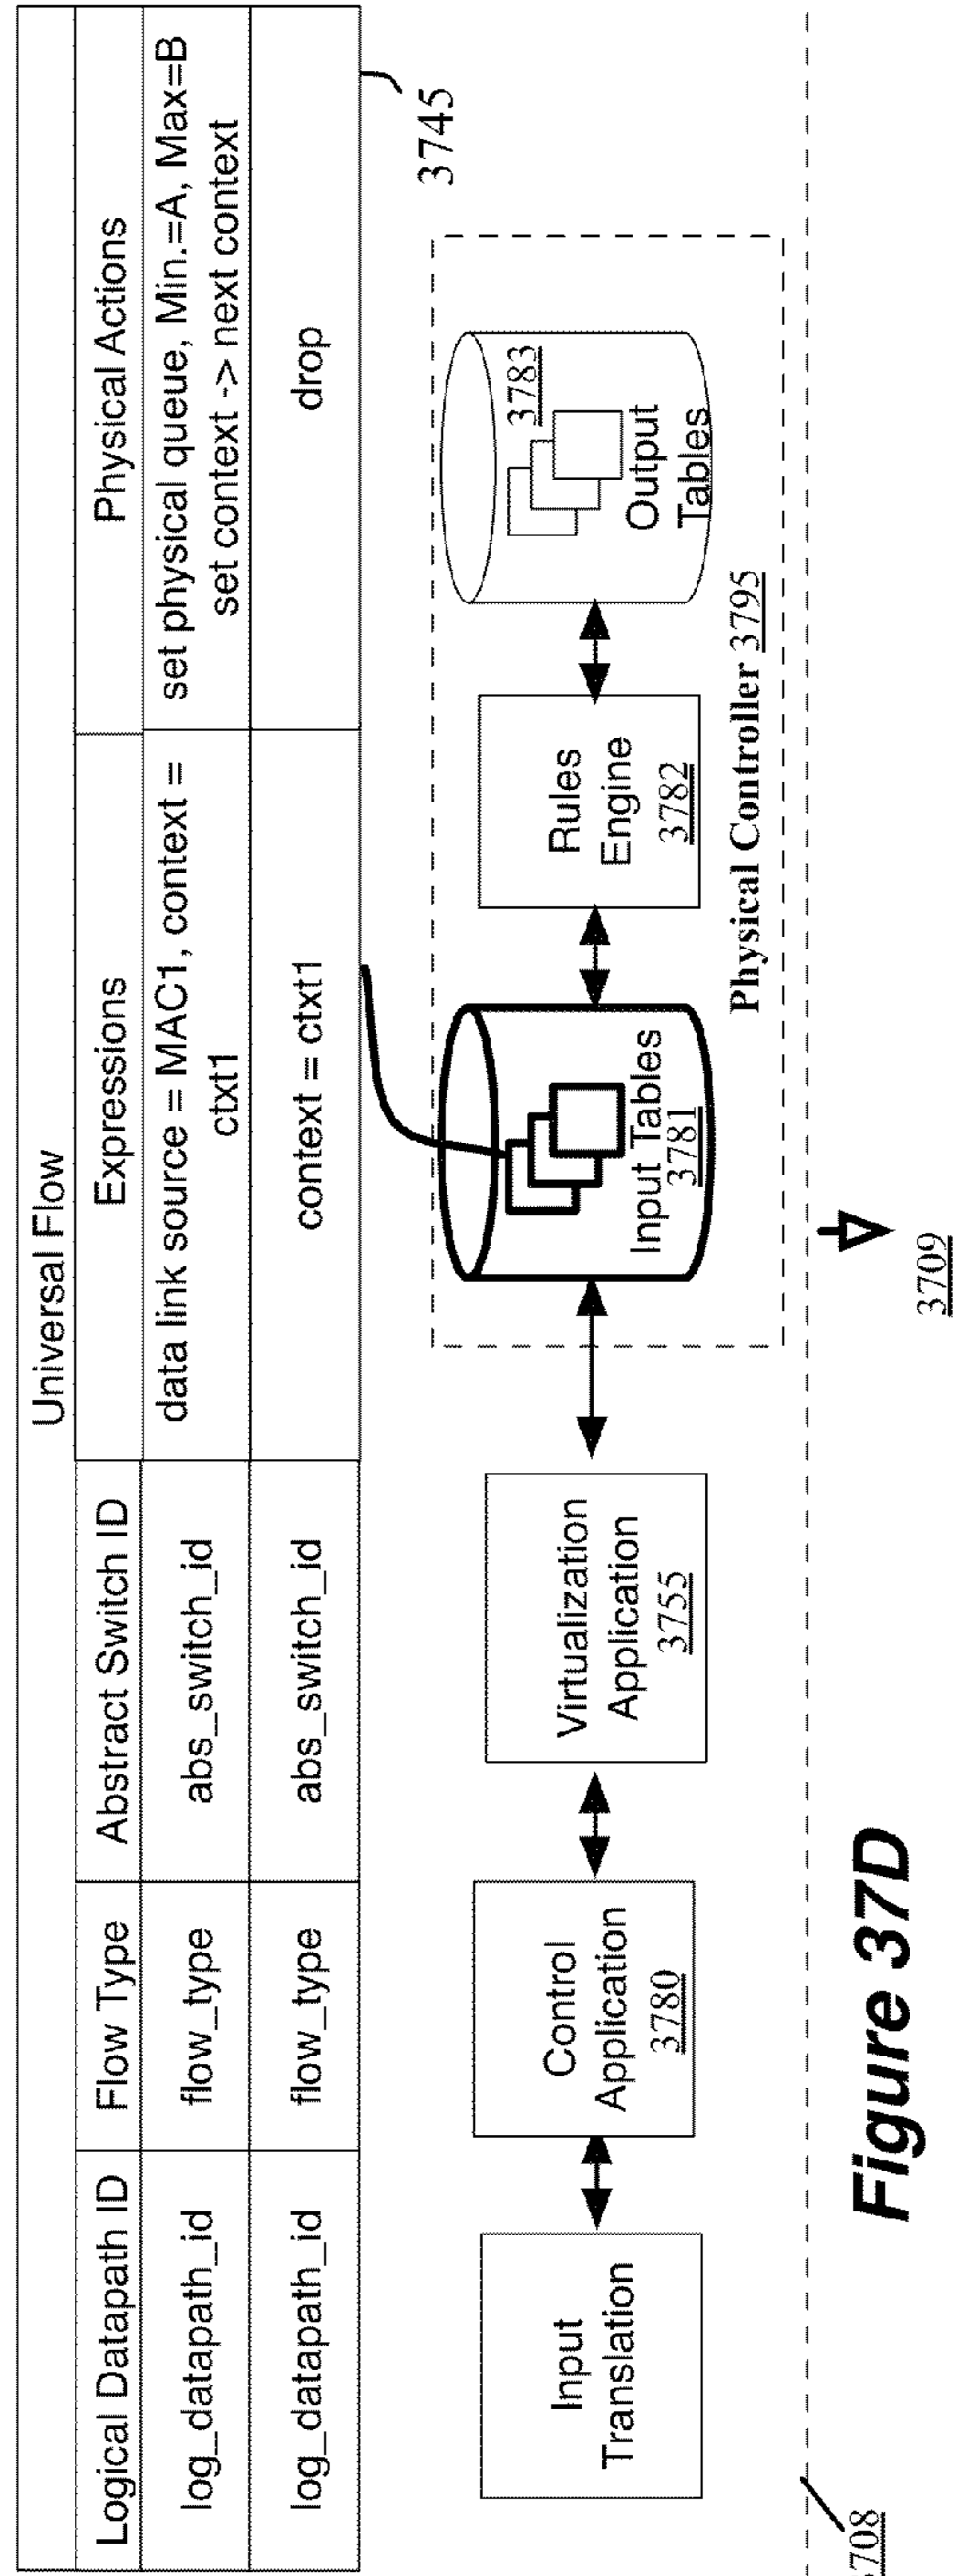 Universal Flow
Logical Datapath ID Flow Type Abstract Switch ID Expressions Physical Actions
log_datapath_id flow_type abs_switch_id data link source = MAC1, context = set physical queue, Min.=A, Max=B
ctxt1 set context -> next context
log_datapath_id flow_type abs_switch_id context = ctxt1 drop
3745
Input
Translation
Control
Application
3780
Virtualization
Application
3755
Input Tables
3781
Rules
Engine
3782
3783
Output
Tables
Physical Controller 3795
3709
Figure 37D